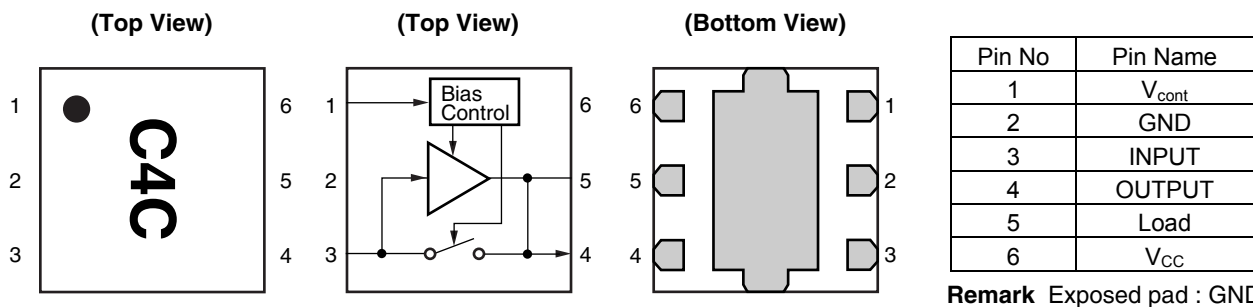 (Top View)
1
2
3
C4C
6
5
4
(Top View)
1
2
3
Bias
Control
6
5
4
(Bottom View)
6
5
4
1
2
3
Pin No Pin Name
1 Vcont
2 GND
3 INPUT
4 OUTPUT
5 Load
6 VCC
Remark Exposed pad : GND